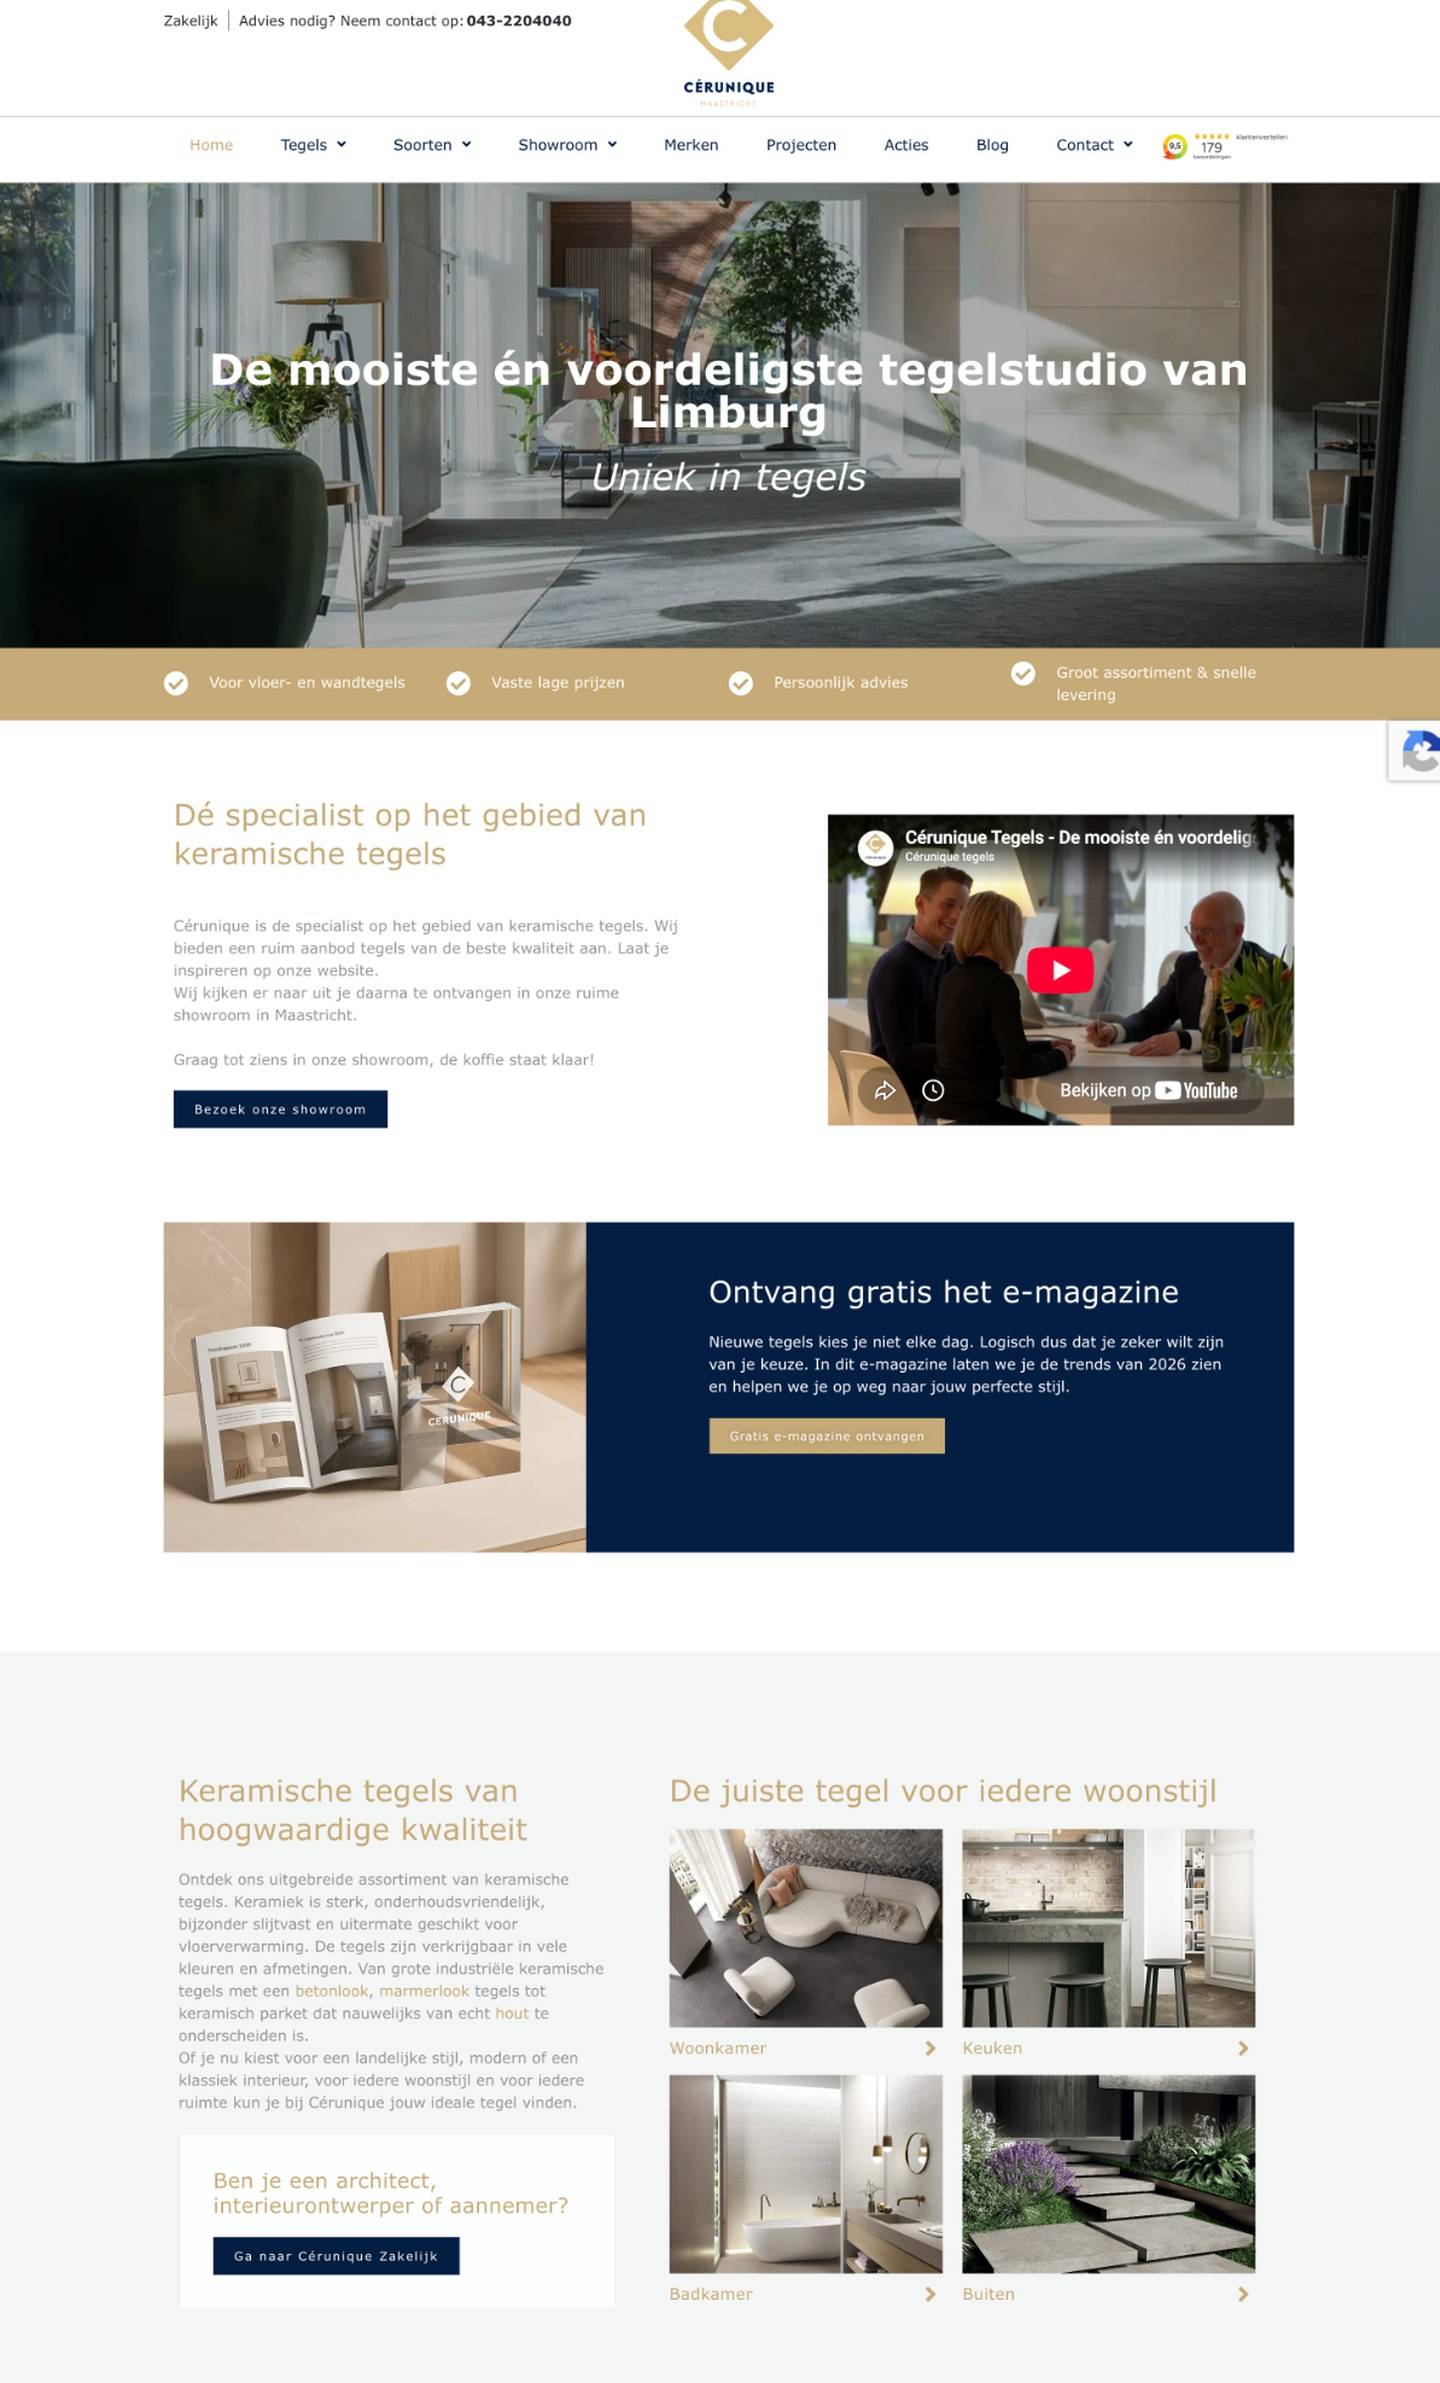 Zakelijk
Advies nodig? Neem contact op: 043-2204040
CÉRUNIQUE
MAASTRICHT
Home
Tegels
Soorten
Showroom
Merken
Projecten
Acties
Blog
Contact
9,5
179
beoordelingen
klantenvertellen
De mooiste én voordeligste tegelstudio van
Limburg
Uniek in tegels
Voor vloer- en wandtegels
Vaste lage prijzen
Persoonlijk advies
Groot assortiment & snelle
levering
Dé specialist op het gebied van
keramische tegels
Cérunique is de specialist op het gebied van keramische tegels. Wij
bieden een ruim aanbod tegels van de beste kwaliteit aan. Laat je
inspireren op onze website.
Wij kijken er naar uit je daarna te ontvangen in onze ruime
showroom in Maastricht.
Graag tot ziens in onze showroom, de koffie staat klaar!
Bezoek onze showroom
Cérunique Tegels - De mooiste én voordelig
Cérunique tegels
Bekijken op YouTube
CERUNIQUE
Ontvang gratis het e-magazine
Nieuwe tegels kies je niet elke dag. Logisch dus dat je zeker wilt zijn
van je keuze. In dit e-magazine laten we je de trends van 2026 zien
en helpen we je op weg naar jouw perfecte stijl.
Gratis e-magazine ontvangen
Keramische tegels van
hoogwaardige kwaliteit
Ontdek ons uitgebreide assortiment van keramische
tegels. Keramiek is sterk, onderhoudsvriendelijk,
bijzonder slijtvast en uitermate geschikt voor
vloerverwarming. De tegels zijn verkrijgbaar in vele
kleuren en afmetingen. Van grote industriële keramische
tegels met een betonlook, marmerlook tegels tot
keramisch parket dat nauwelijks van echt hout te
onderscheiden is.
Of je nu kiest voor een landelijke stijl, modern of een
klassiek interieur, voor iedere woonstijl en voor iedere
ruimte kun je bij Cérunique jouw ideale tegel vinden.
Ben je een architect,
interieurontwerper of aannemer?
Ga naar Cérunique Zakelijk
De juiste tegel voor iedere woonstijl
Woonkamer
Keuken
Badkamer
Buiten